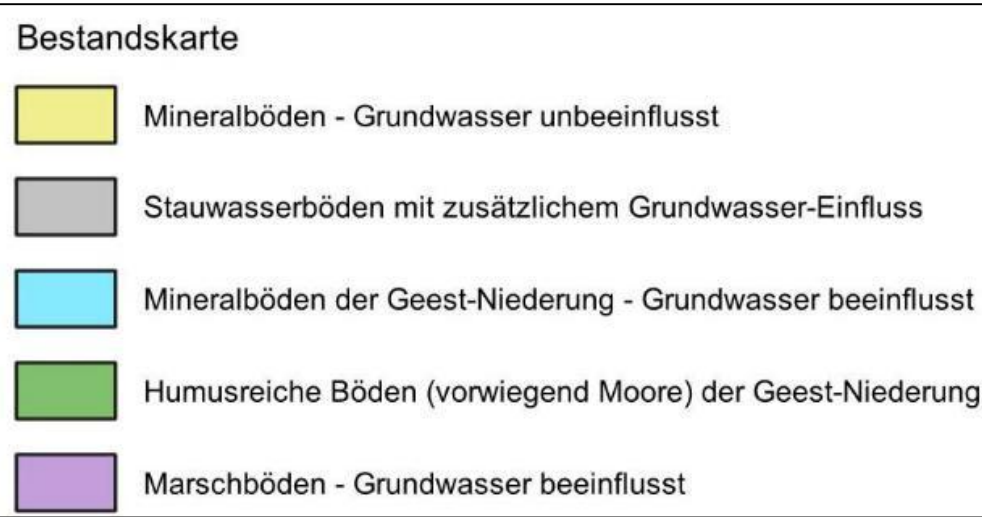 Bestandskarte
Mineralböden - Grundwasser unbeeinflusst
Stauwasserböden mit zusätzlichem Grundwasser-Einfluss
Mineralböden der Geest-Niederung - Grundwasser beeinflusst
Humusreiche Böden (vorwiegend Moore) der Geest-Niederung
Marschböden - Grundwasser beeinflusst